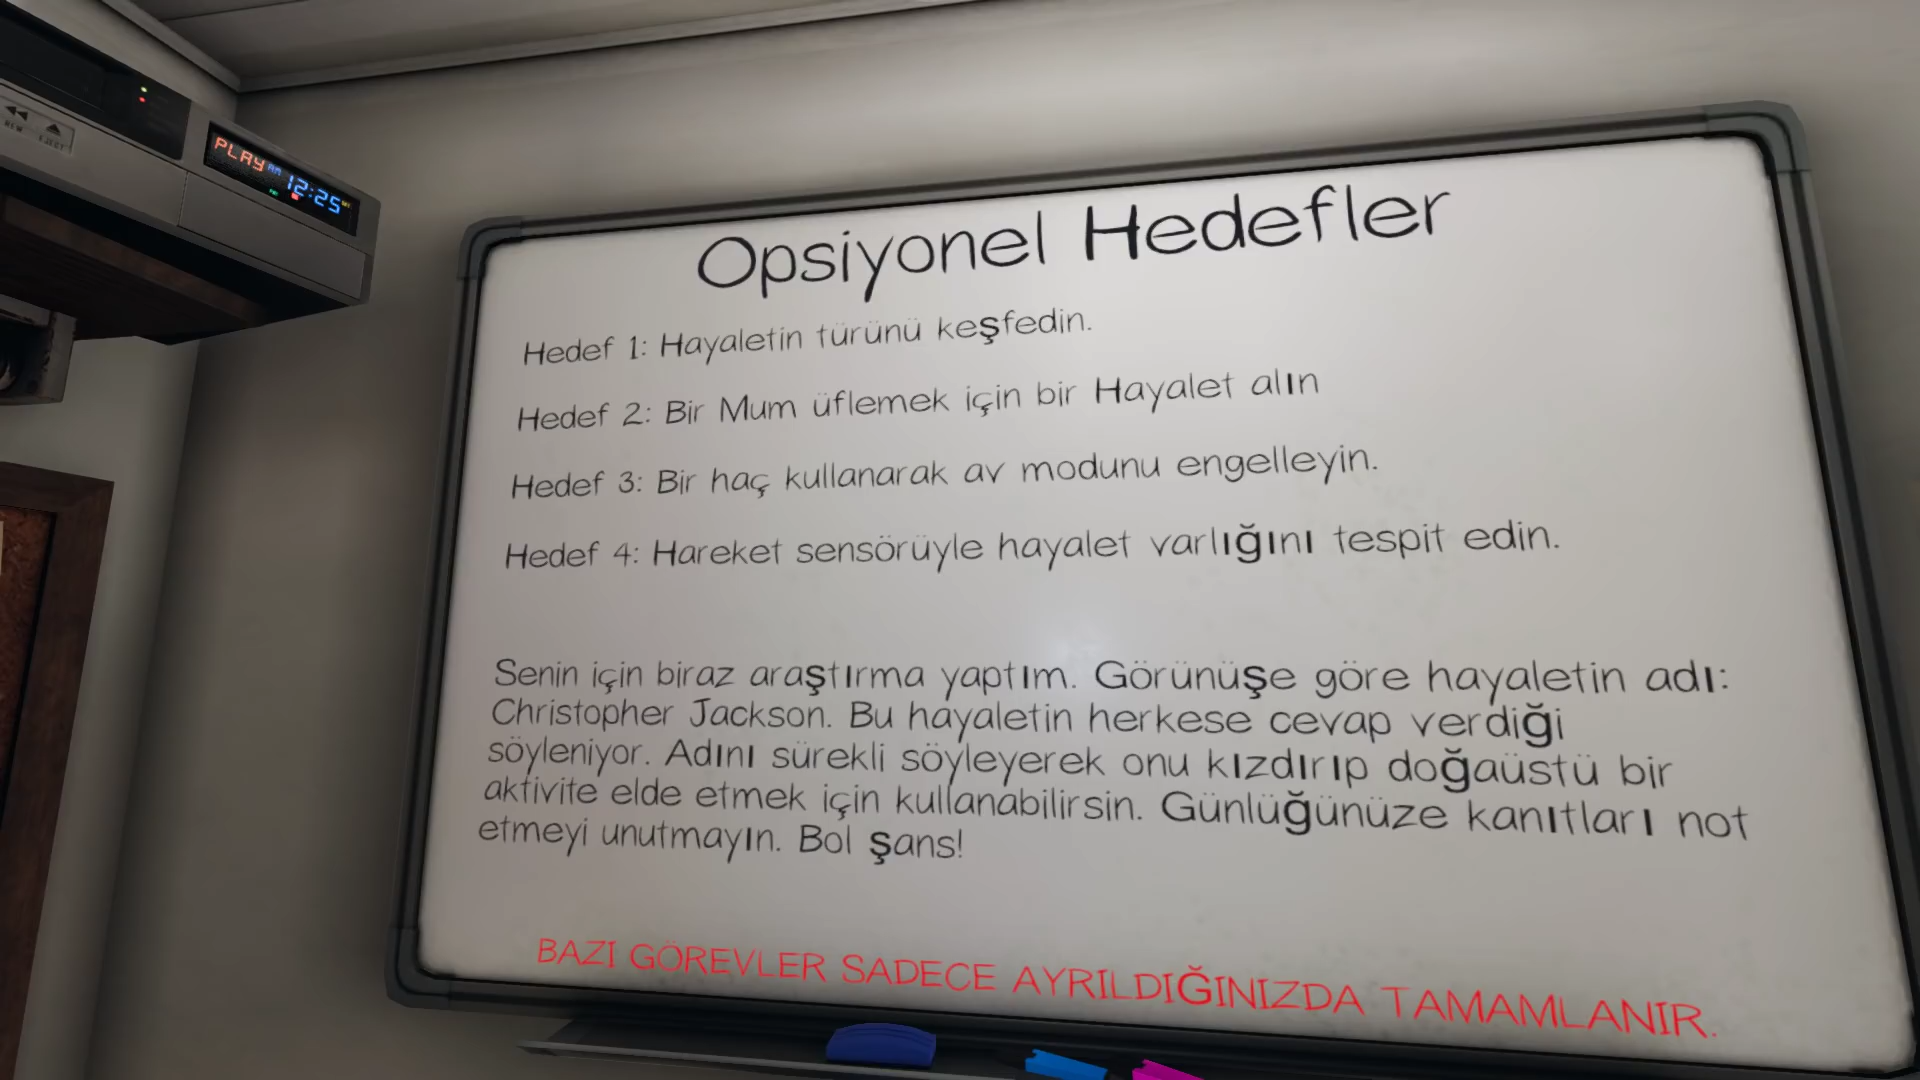 PLAY AM 12:25
REW EJECT
Opsiyonel Hedefler
Hedef 1: Hayaletin türünü keşfedin.
Hedef 2: Bir Mum üflemek için bir Hayalet alın
Hedef 3: Bir haç kullanarak av modunu engelleyin.
Hedef 4: Hareket sensörüyle hayalet varlığını tespit edin.
Senin için biraz araştırma yaptım. Görünüşe göre hayaletin adı:
Christopher Jackson. Bu hayaletin herkese cevap verdiği
söyleniyor. Adını sürekli söyleyerek onu kızdırıp doğaüstü bir
aktivite elde etmek için kullanabilirsin. Günlüğünüze kanıtları not
etmeyi unutmayın. Bol şans!
BAZI GÖREVLER SADECE AYRILDIĞINIZDA TAMAMLANIR.